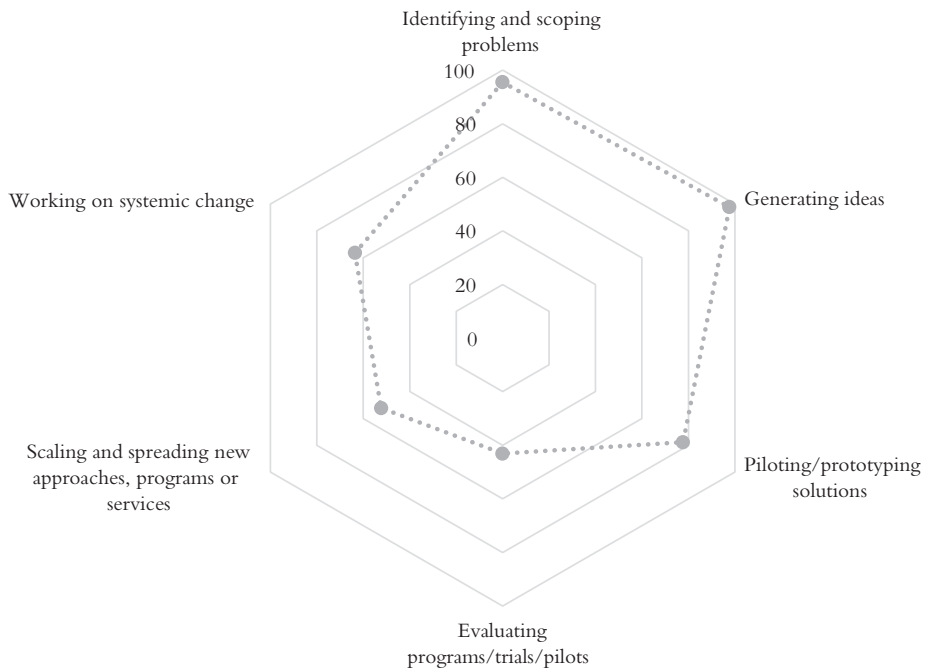 Identifying and scoping
problems
100
80
60
40
20
0
Generating ideas
Piloting/prototyping
solutions
Evaluating
programs/trials/pilots
Scaling and spreading new
approaches, programs or
services
Working on systemic change